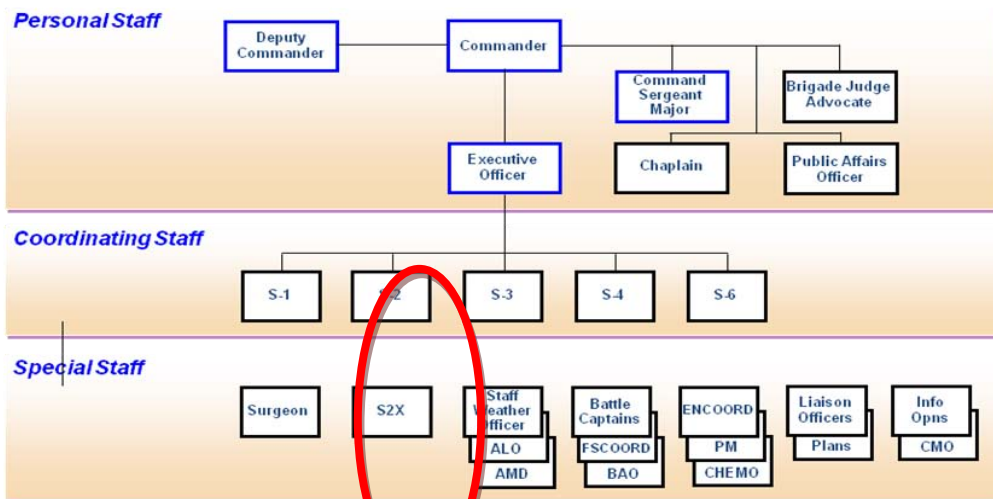 Personal Staff
Deputy
Commander
Commander
Command
Sergeant
Major
Brigade Judge
Advocate
Executive
Officer
Chaplain
Public Affairs
Officer
Coordinating Staff
S-1
S-2
S-3
S-4
S-6
Special Staff
Surgeon
S2X
Staff
Weather
Officer
ALO
AMD
Battle
Captains
FSCOORD
BAO
ENCOORD
PM
CHEMO
Liaison
Officers
Plans
Info
Opns
CMO